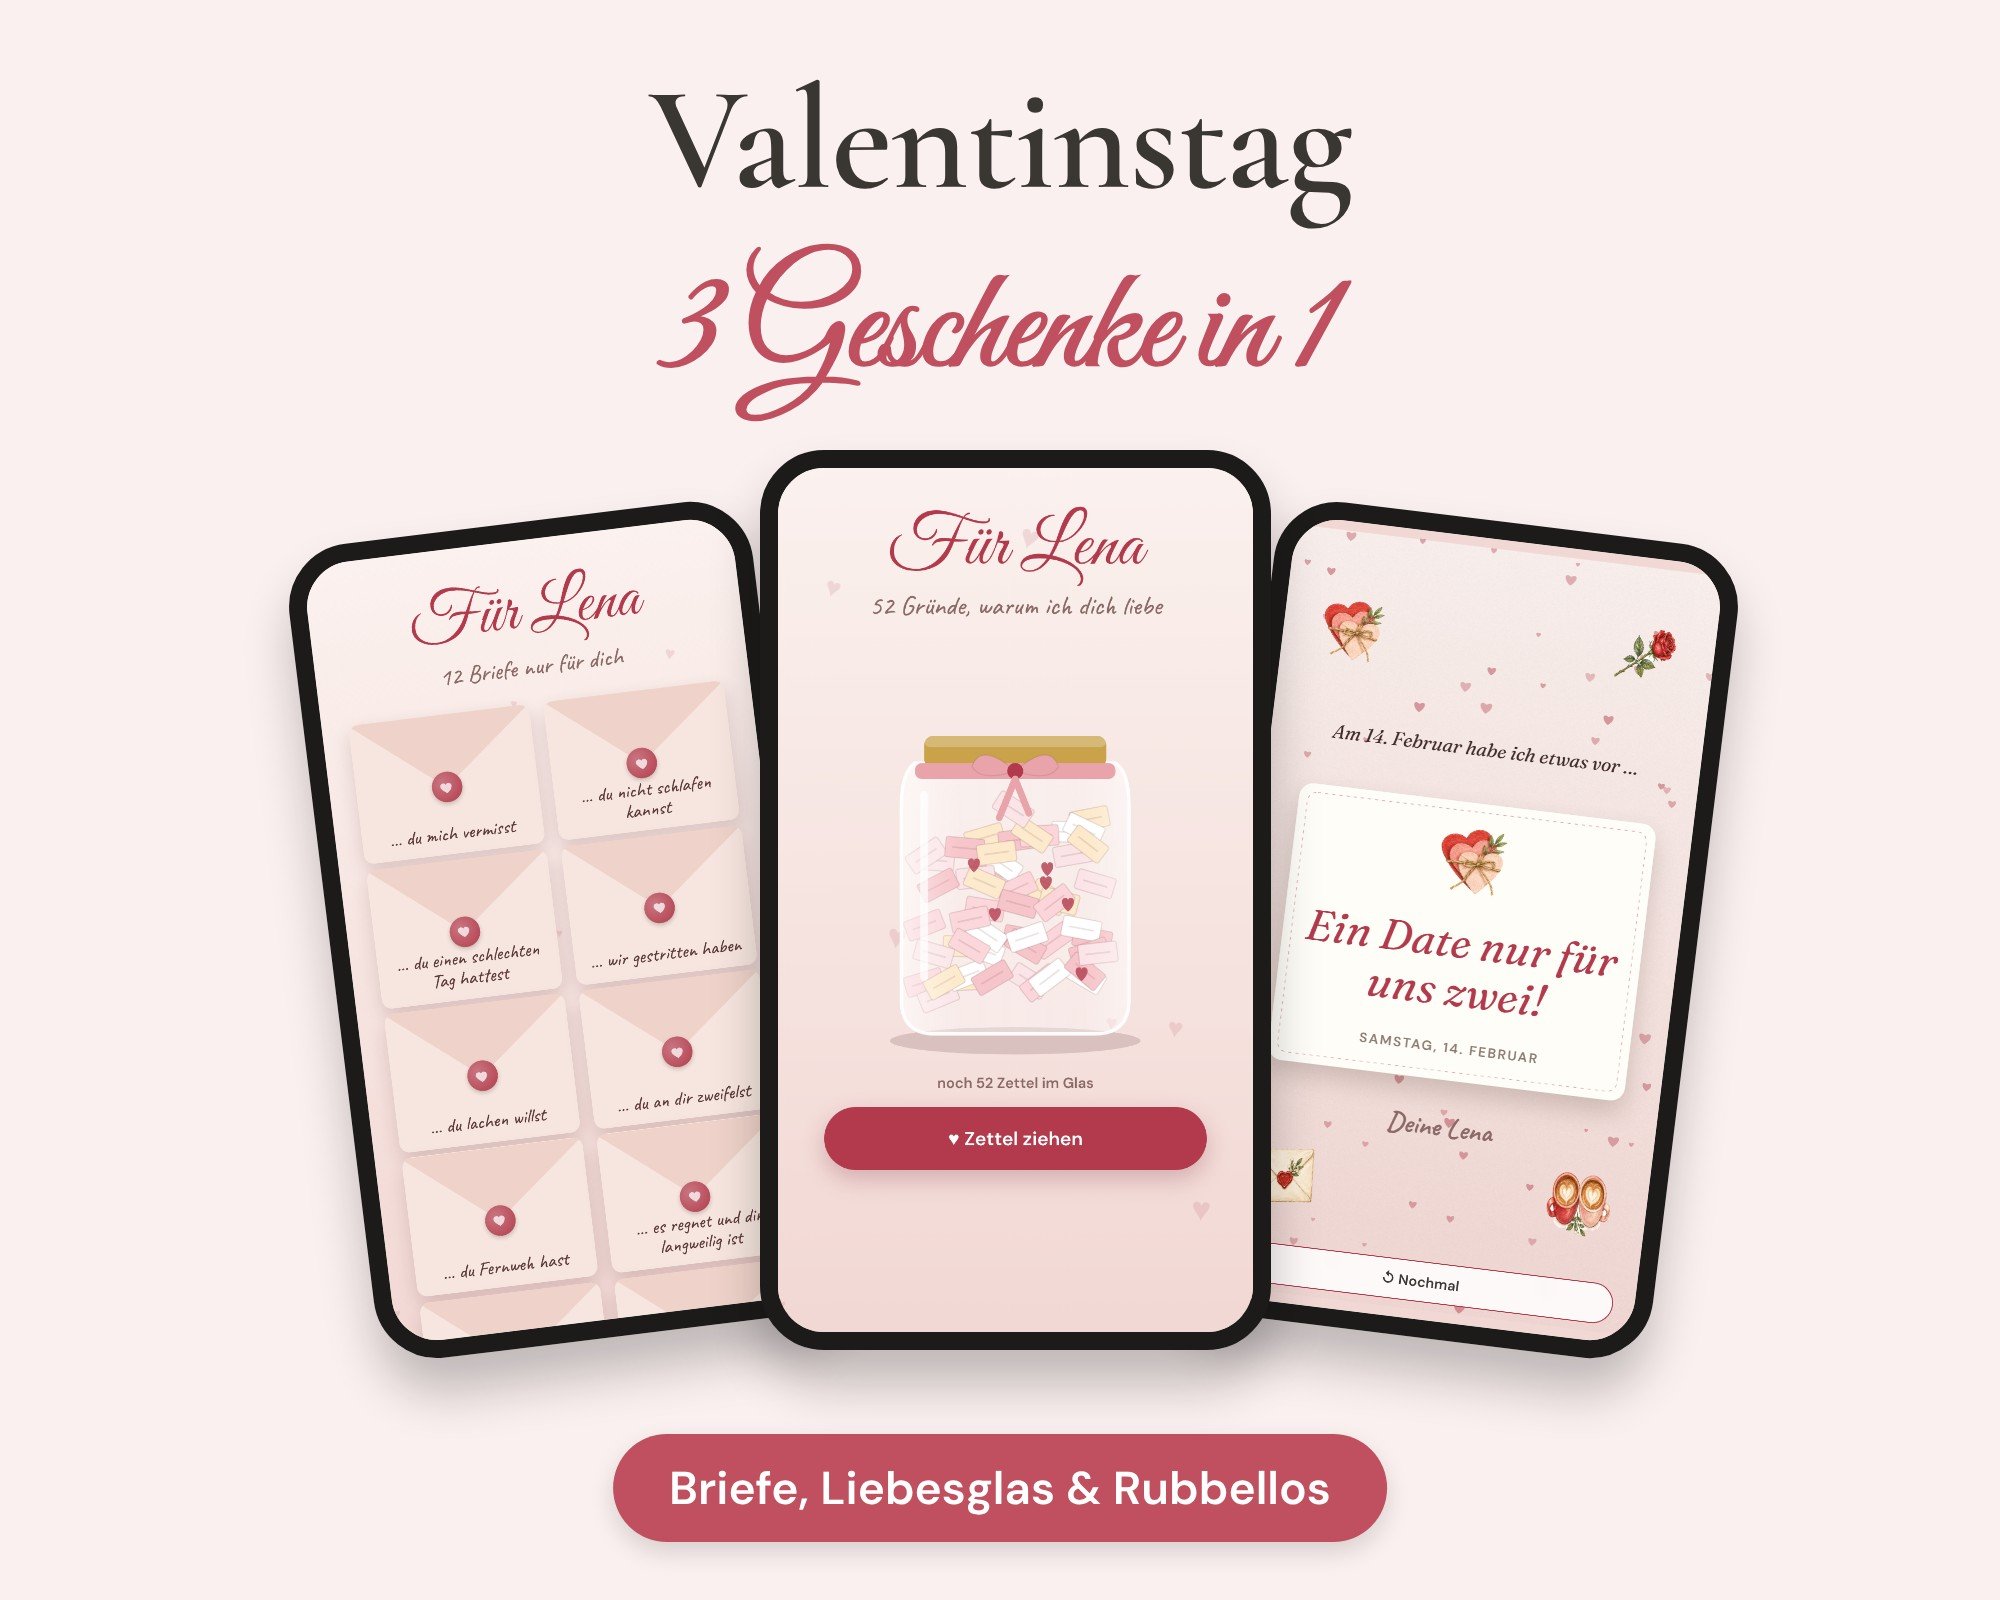 Valentinstag
3 Geschenke in 1
Für Lena
12 Briefe nur für dich
... du mich vermisst
... du nicht schlafen
kannst
... du einen schlechten
Tag hattest
... wir gestritten haben
... du lachen willst
... du an dir zweifelst
... du Fernweh hast
... es regnet und dir
langweilig ist
Für Lena
52 Gründe, warum ich dich liebe
noch 52 Zettel im Glas
♥ Zettel ziehen
Am 14. Februar habe ich etwas vor ...
Ein Date nur für
uns zwei!
SAMSTAG, 14. FEBRUAR
Deine Lena
Nochmal
Briefe, Liebesglas & Rubbellos